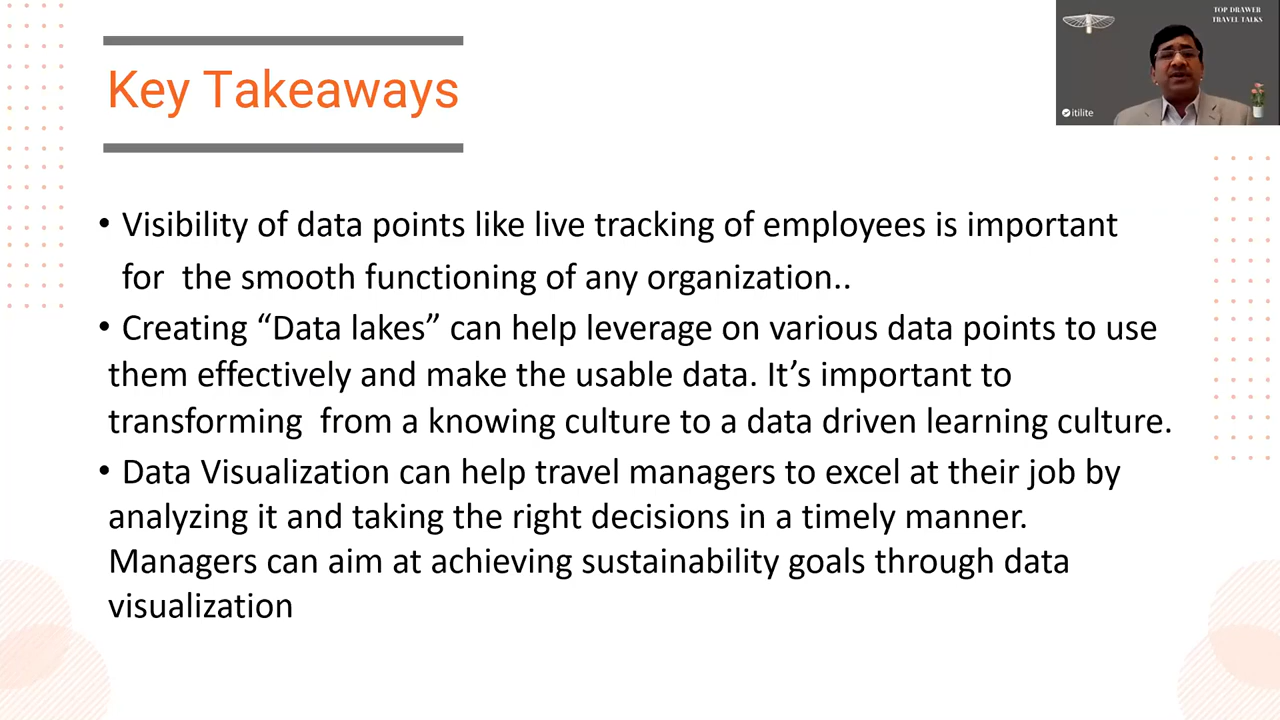 Key Takeaways
TOP DRAWER
TRAVEL TALKS
itilite
• Visibility of data points like live tracking of employees is important
for  the smooth functioning of any organization..
• Creating “Data lakes” can help leverage on various data points to use
them effectively and make the usable data. It’s important to
transforming  from a knowing culture to a data driven learning culture.
• Data Visualization can help travel managers to excel at their job by
analyzing it and taking the right decisions in a timely manner.
Managers can aim at achieving sustainability goals through data
visualization